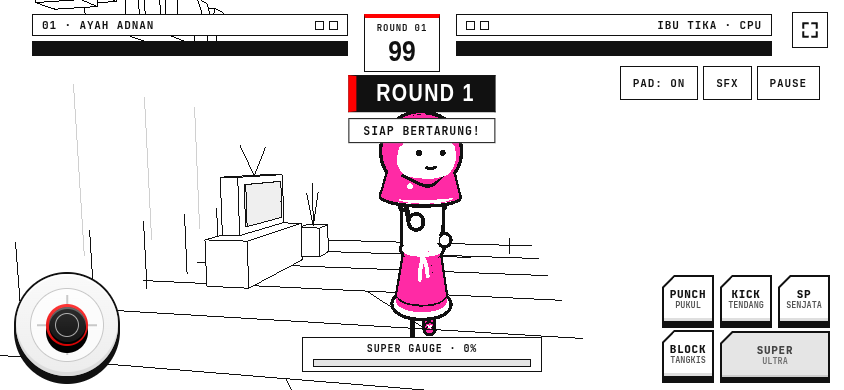 01 · AYAH ADNAN
ROUND 01
99
IBU TIKA · CPU
PAD: ON
SFX
PAUSE
ROUND 1
SIAP BERTARUNG!
PUNCH
PUKUL
KICK
TENDANG
SP
SENJATA
BLOCK
TANGKIS
SUPER
ULTRA
SUPER GAUGE · 0%